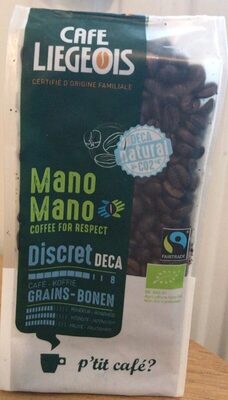 CAFE
LIEGEOIS
CERTIFIÉ D'ORIGINE FAMILIALE
DECA
natural
CO2
Mano
Mano
COFFEE FOR RESPECT
Discret DECA
8
CAFÉ - KOFFIE
GRAINS-BONEN
FAIRTRADE
p'tit café?